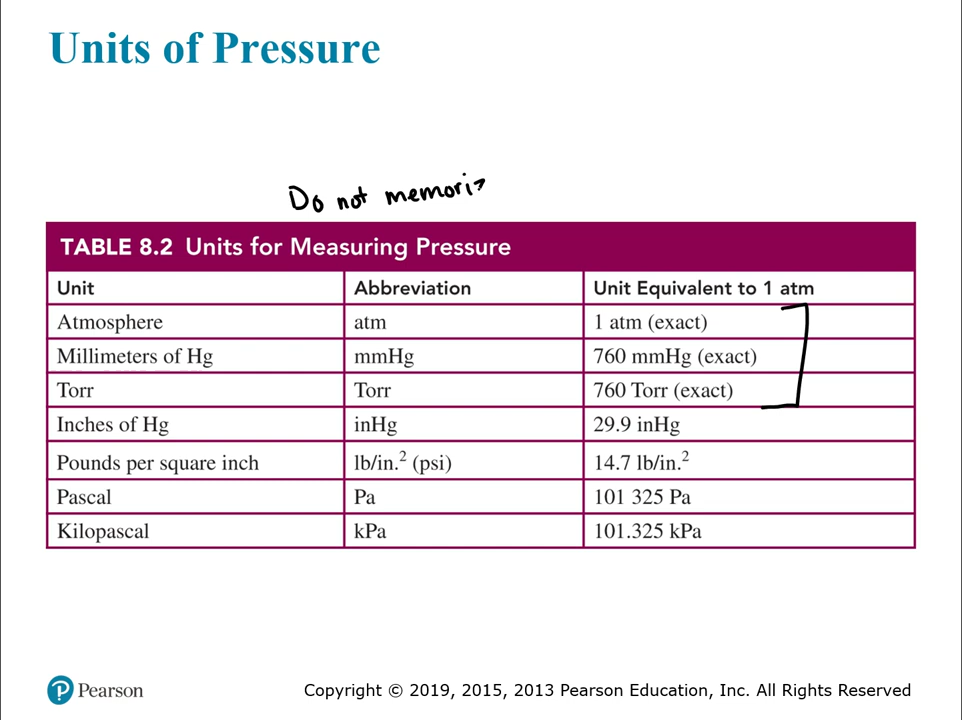 Units of Pressure
Do not memori
TABLE 8.2 Units for Measuring Pressure
Unit Abbreviation Unit Equivalent to 1 atm
Atmosphere atm 1 atm (exact)
Millimeters of Hg mmHg 760 mmHg (exact)
Torr Torr 760 Torr (exact)
Inches of Hg inHg 29.9 inHg
Pounds per square inch lb/in.² (psi) 14.7 lb/in.²
Pascal Pa 101 325 Pa
Kilopascal kPa 101.325 kPa
Pearson Copyright © 2019, 2015, 2013 Pearson Education, Inc. All Rights Reserved